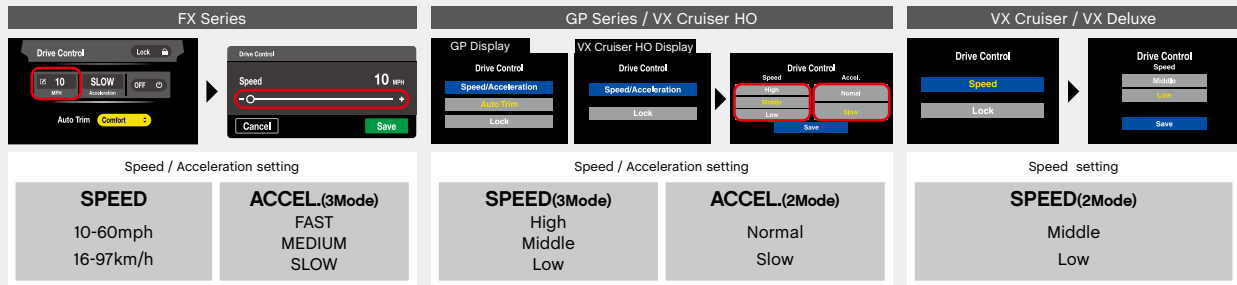 FX Series
Drive Control
Lock
10
MPH
SLOW
Acceleration
OFF
Auto Trim
Comfort
Drive Control
Speed
10 MPH
- +
Cancel
Save
Speed / Acceleration setting
SPEED
10-60mph
16-97km/h
ACCEL.(3Mode)
FAST
MEDIUM
SLOW
GP Series / VX Cruiser HO
GP Display
Drive Control
Speed/Acceleration
Auto Trim
Lock
VX Cruiser HO Display
Drive Control
Speed/Acceleration
Lock
Drive Control
Speed
Accel.
High
Middle
Low
Normal
Slow
Save
Speed / Acceleration setting
SPEED(3Mode)
High
Middle
Low
ACCEL.(2Mode)
Normal
Slow
VX Cruiser / VX Deluxe
Drive Control
Speed
Lock
Drive Control
Speed
Middle
Low
Save
Speed setting
SPEED(2Mode)
Middle
Low